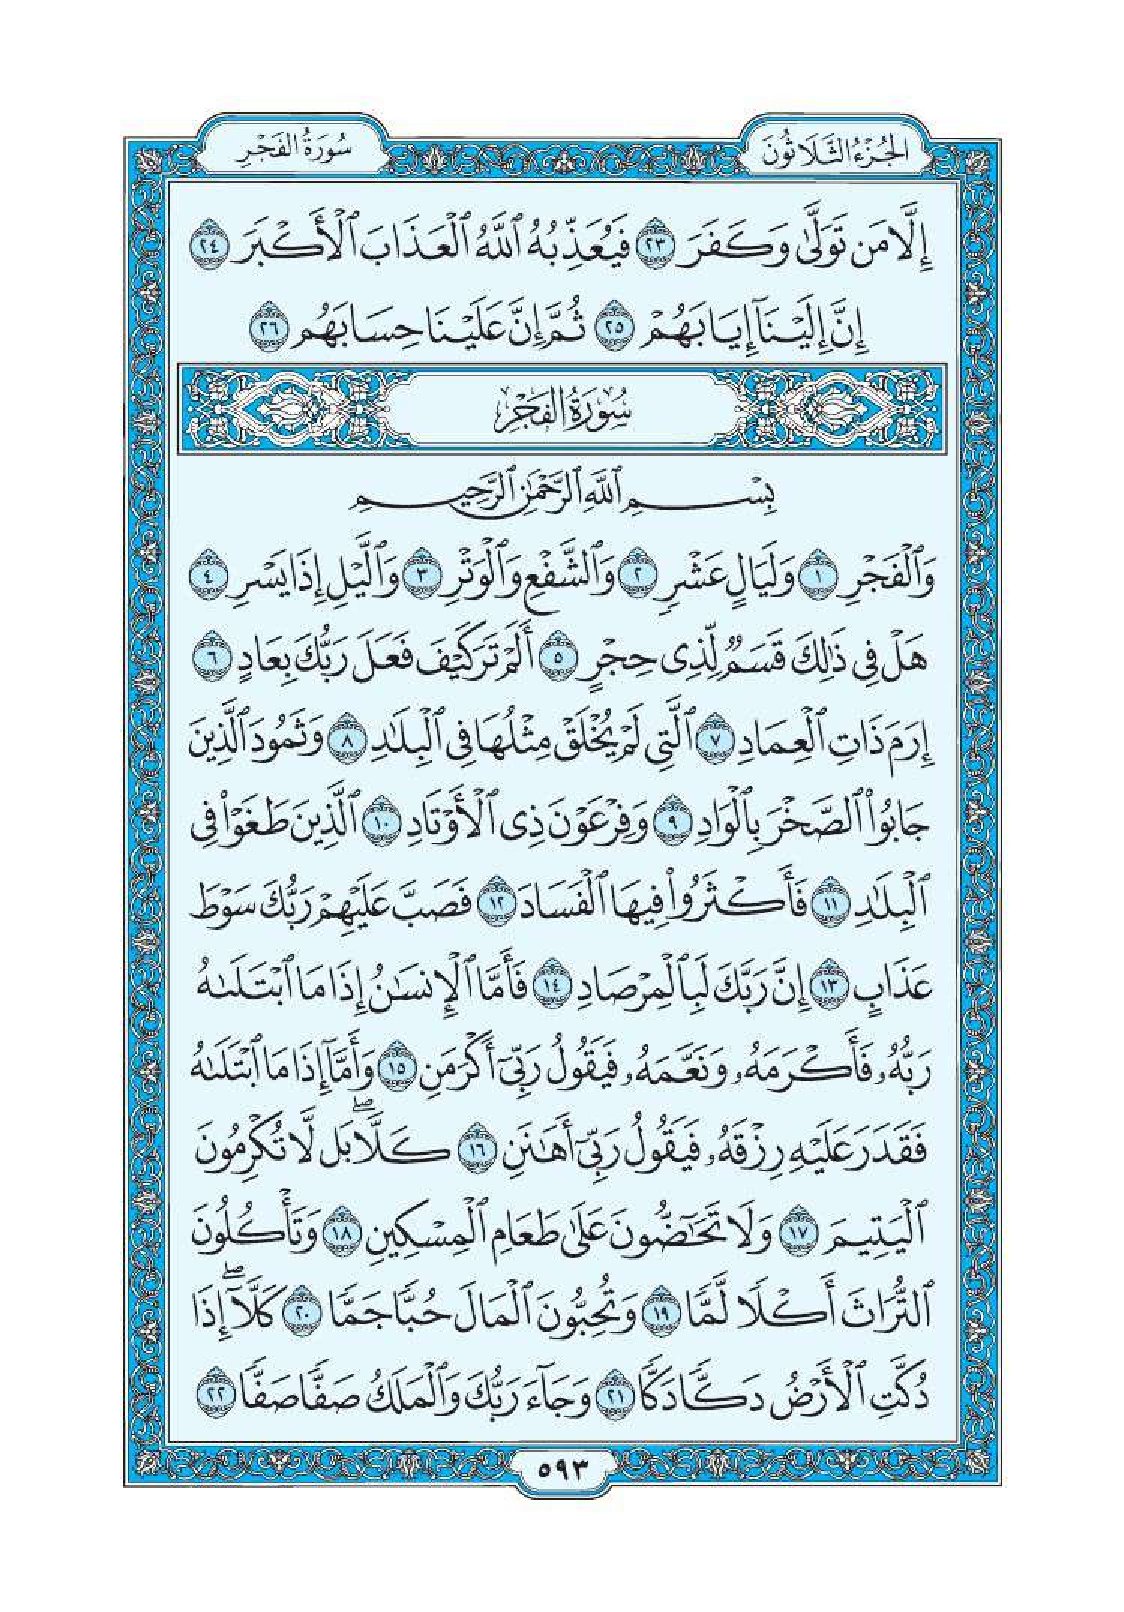 الجُزْءُ الثَّلَاثُونَ
سُورَةُ الفَجْرِ
إِلَّا مَن تَوَلَّىٰ وَكَفَرَ ٢٣ فَيُعَذِّبُهُ ٱللَّهُ ٱلْعَذَابَ ٱلْأَكْبَرَ ٢٤
إِنَّ إِلَيْنَآ إِيَابَهُمْ ٢٥ ثُمَّ إِنَّ عَلَيْنَا حِسَابَهُم ٢٦
سُورَةُ الفَجْرِ
بِسْمِ ٱللَّهِ ٱلرَّحْمَٰنِ ٱلرَّحِيمِ
وَٱلْفَجْرِ ١ وَلَيَالٍ عَشْرٍ ٢ وَٱلشَّفْعِ وَٱلْوَتْرِ ٣ وَٱلَّيْلِ إِذَا يَسْرِ ٤
هَلْ فِي ذَٰلِكَ قَسَمٌ لِّذِي حِجْرٍ ٥ أَلَمْ تَرَ كَيْفَ فَعَلَ رَبُّكَ بِعَادٍ ٦
إِرَمَ ذَاتِ ٱلْعِمَادِ ٧ ٱلَّتِي لَمْ يُخْلَقْ مِثْلُهَا فِي ٱلْبِلَٰدِ ٨ وَثَمُودَ ٱلَّذِينَ
جَابُوا۟ ٱلصَّخْرَ بِٱلْوَادِ ٩ وَفِرْعَوْنَ ذِي ٱلْأَوْتَادِ ١٠ ٱلَّذِينَ طَغَوْا۟ فِي
ٱلْبِلَٰدِ ١١ فَأَكْثَرُوا۟ فِيهَا ٱلْفَسَادَ ١٢ فَصَبَّ عَلَيْهِمْ رَبُّكَ سَوْطَ
عَذَابٍ ١٣ إِنَّ رَبَّكَ لَبِٱلْمِرْصَادِ ١٤ فَأَمَّا ٱلْإِنسَٰنُ إِذَا مَا ٱبْتَلَىٰهُ
رَبُّهُۥ فَأَكْرَمَهُۥ وَنَعَّمَهُۥ فَيَقُولُ رَبِّيٓ أَكْرَمَنِ ١٥ وَأَمَّآ إِذَا مَا ٱبْتَلَىٰهُ
فَقَدَرَ عَلَيْهِ رِزْقَهُۥ فَيَقُولُ رَبِّيٓ أَهَٰنَنِ ١٦ كَلَّا ۖ بَل لَّا تُكْرِمُونَ
ٱلْيَتِيمَ ١٧ وَلَا تَحَٰٓضُّونَ عَلَىٰ طَعَامِ ٱلْمِسْكِينِ ١٨ وَتَأْكُلُونَ
ٱلتُّرَاثَ أَكْلًا لَّمًّا ١٩ وَتُحِبُّونَ ٱلْمَالَ حُبًّا جَمًّا ٢٠ كَلَّآ ۖ إِذَا
دُكَّتِ ٱلْأَرْضُ دَكًّا دَكًّا ٢١ وَجَآءَ رَبُّكَ وَٱلْمَلَكُ صَفًّا صَفًّا ٢٢
٥٩٣